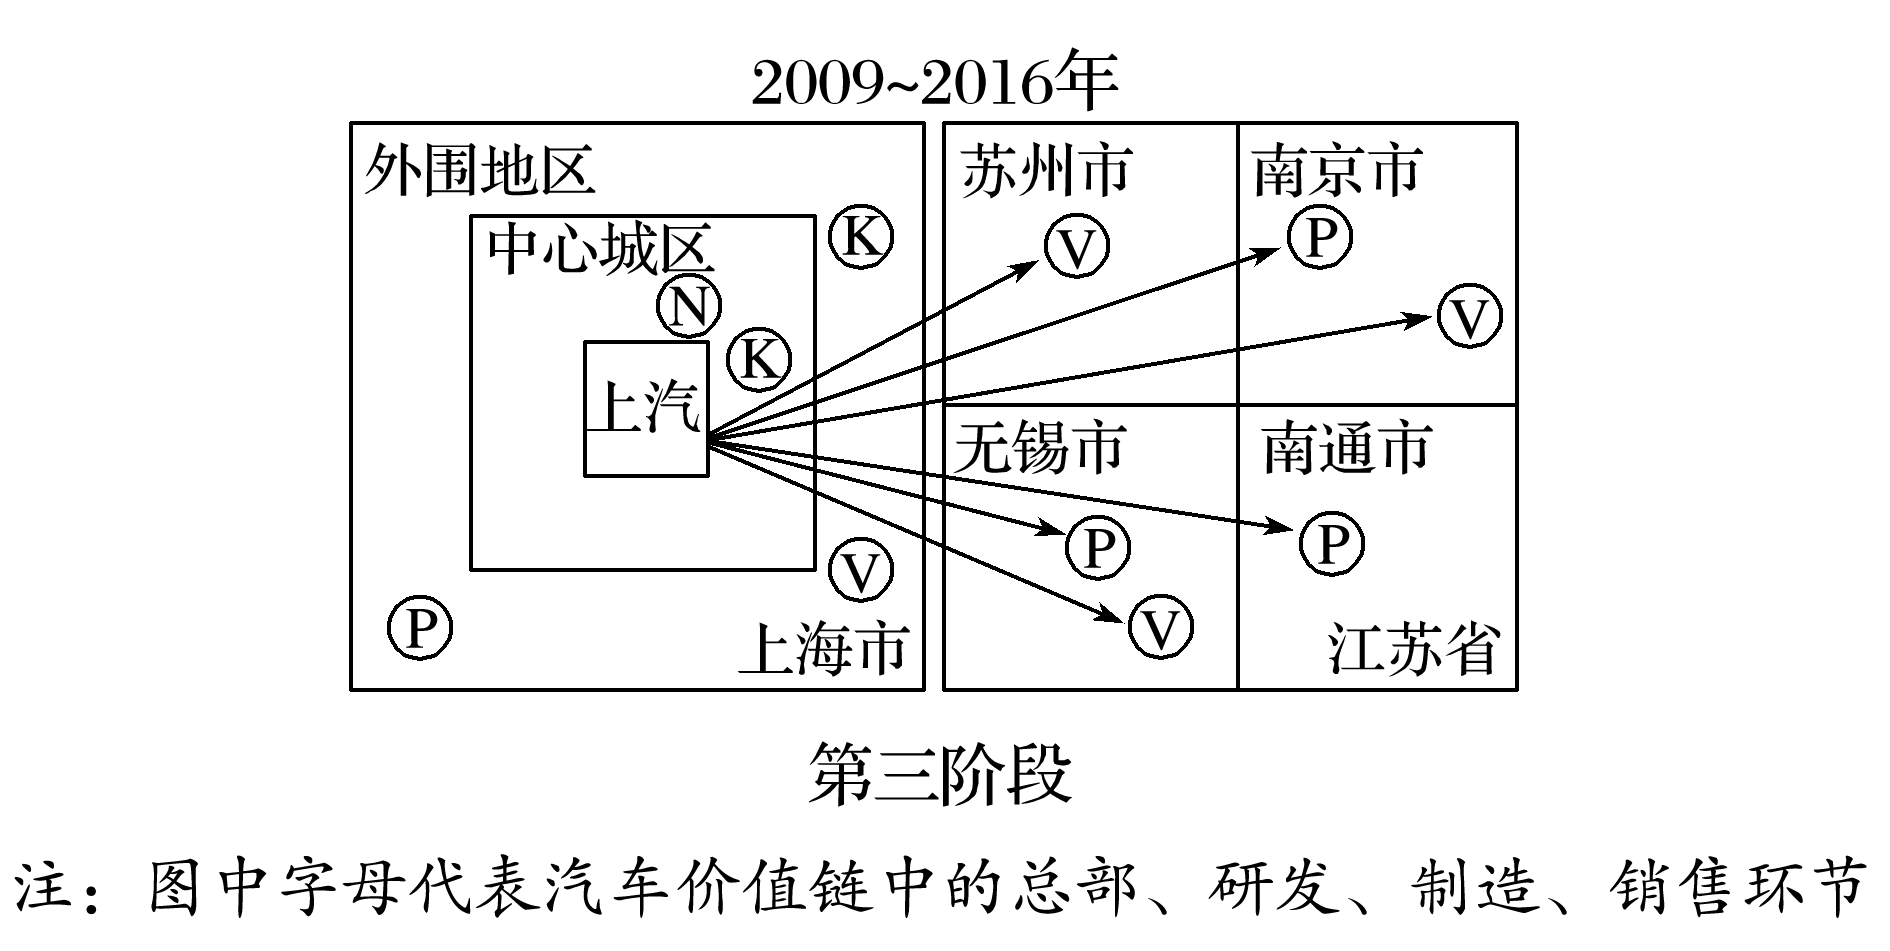 2009~2016年
外围地区
苏州市
南京市
中心城区
K
V
P
N
V
K
上汽
无锡市
南通市
P
P
V
V
P
上海市
江苏省
第三阶段
注：图中字母代表汽车价值链中的总部、研发、制造、销售环节